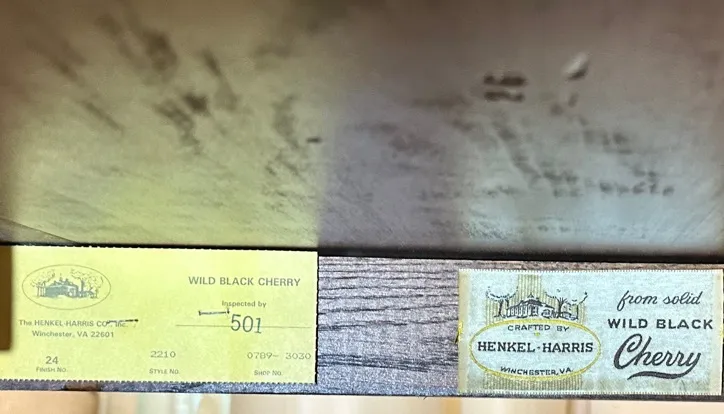 WILD BLACK CHERRY
Inspected by
501
The HENKEL-HARRIS CO., Inc.
Winchester, VA 22601
24
FINISH NO.
2210
STYLE NO.
0789- 3030
SHOP NO.
CRAFTED BY
HENKEL-HARRIS
WINCHESTER, VA.
from solid
WILD BLACK
Cherry